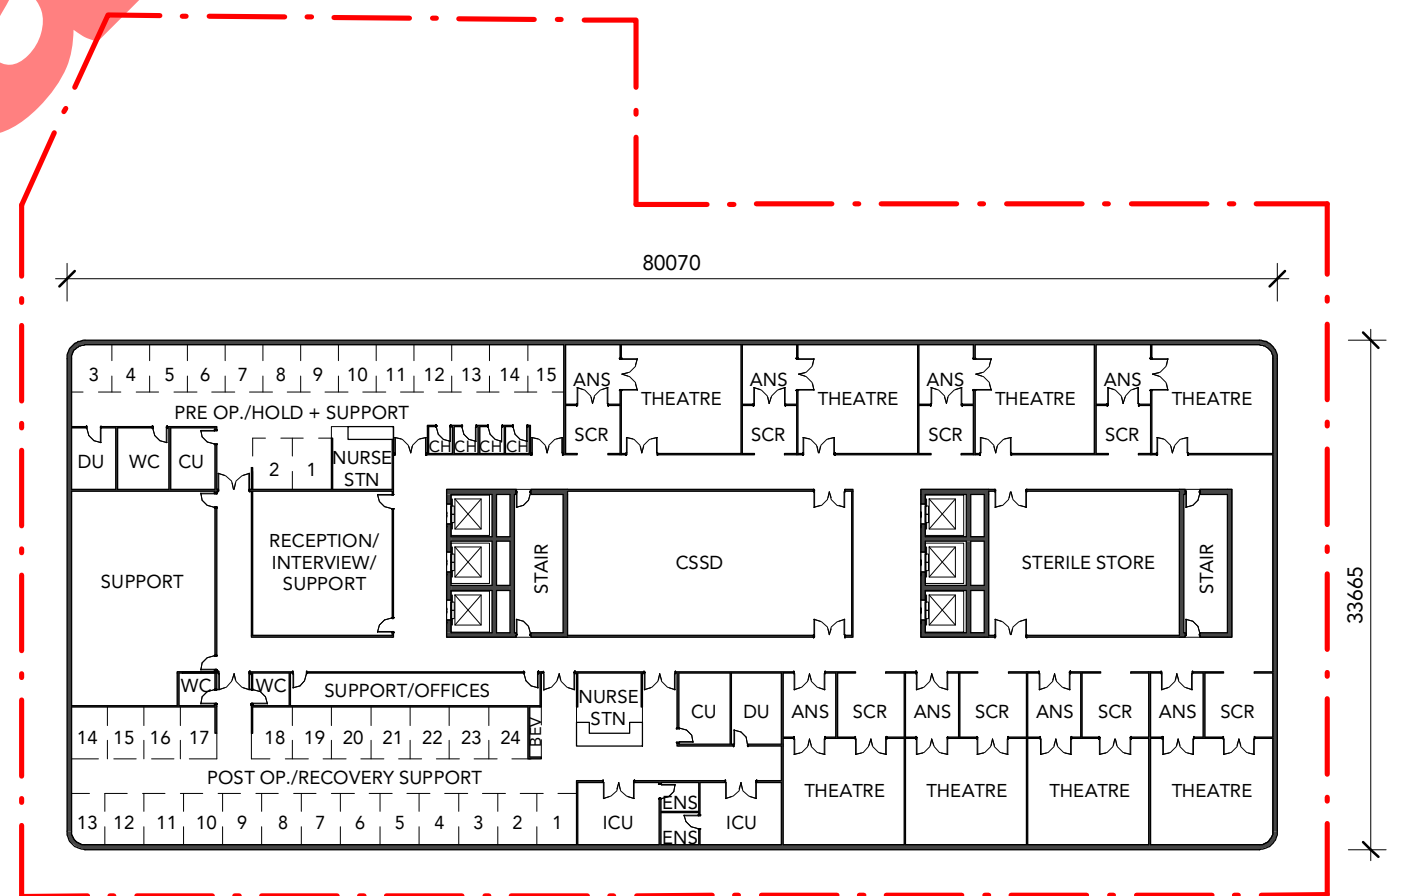 80070
33665
3 4 5 6 7 8 9 10 11 12 13 14 15
ANS THEATRE ANS THEATRE ANS THEATRE ANS THEATRE
PRE OP./HOLD + SUPPORT
SCR SCR SCR SCR
CH CH CH CH
DU WC CU 2 1 NURSE
STN
RECEPTION/
INTERVIEW/
SUPPORT
SUPPORT
STAIR
CSSD
STERILE STORE
STAIR
WC WC SUPPORT/OFFICES
NURSE
STN
CU DU ANS SCR ANS SCR ANS SCR ANS SCR
14 15 16 17 18 19 20 21 22 23 24 BEV
POST OP./RECOVERY SUPPORT
THEATRE THEATRE THEATRE THEATRE
13 12 11 10 9 8 7 6 5 4 3 2 1
ICU ENS ICU
ENS